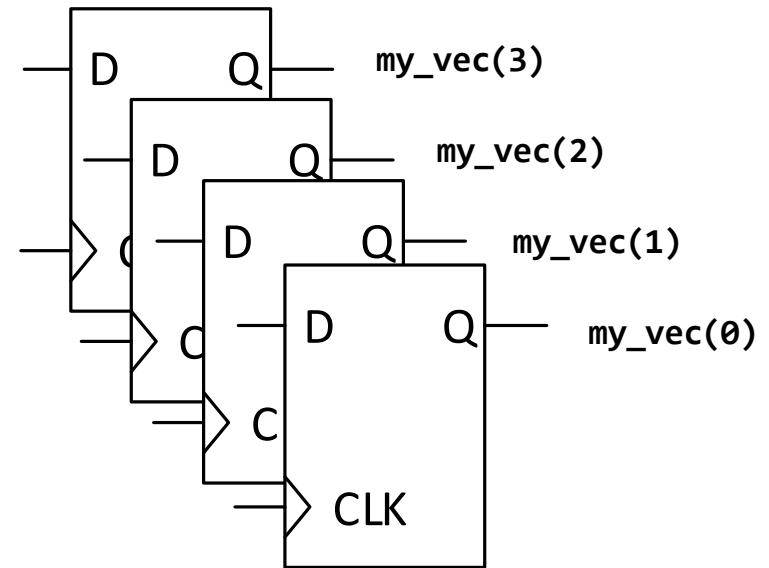 D Q my_vec(3)
D Q my_vec(2)
D Q my_vec(1)
C
D Q my_vec(0)
C
C
CLK